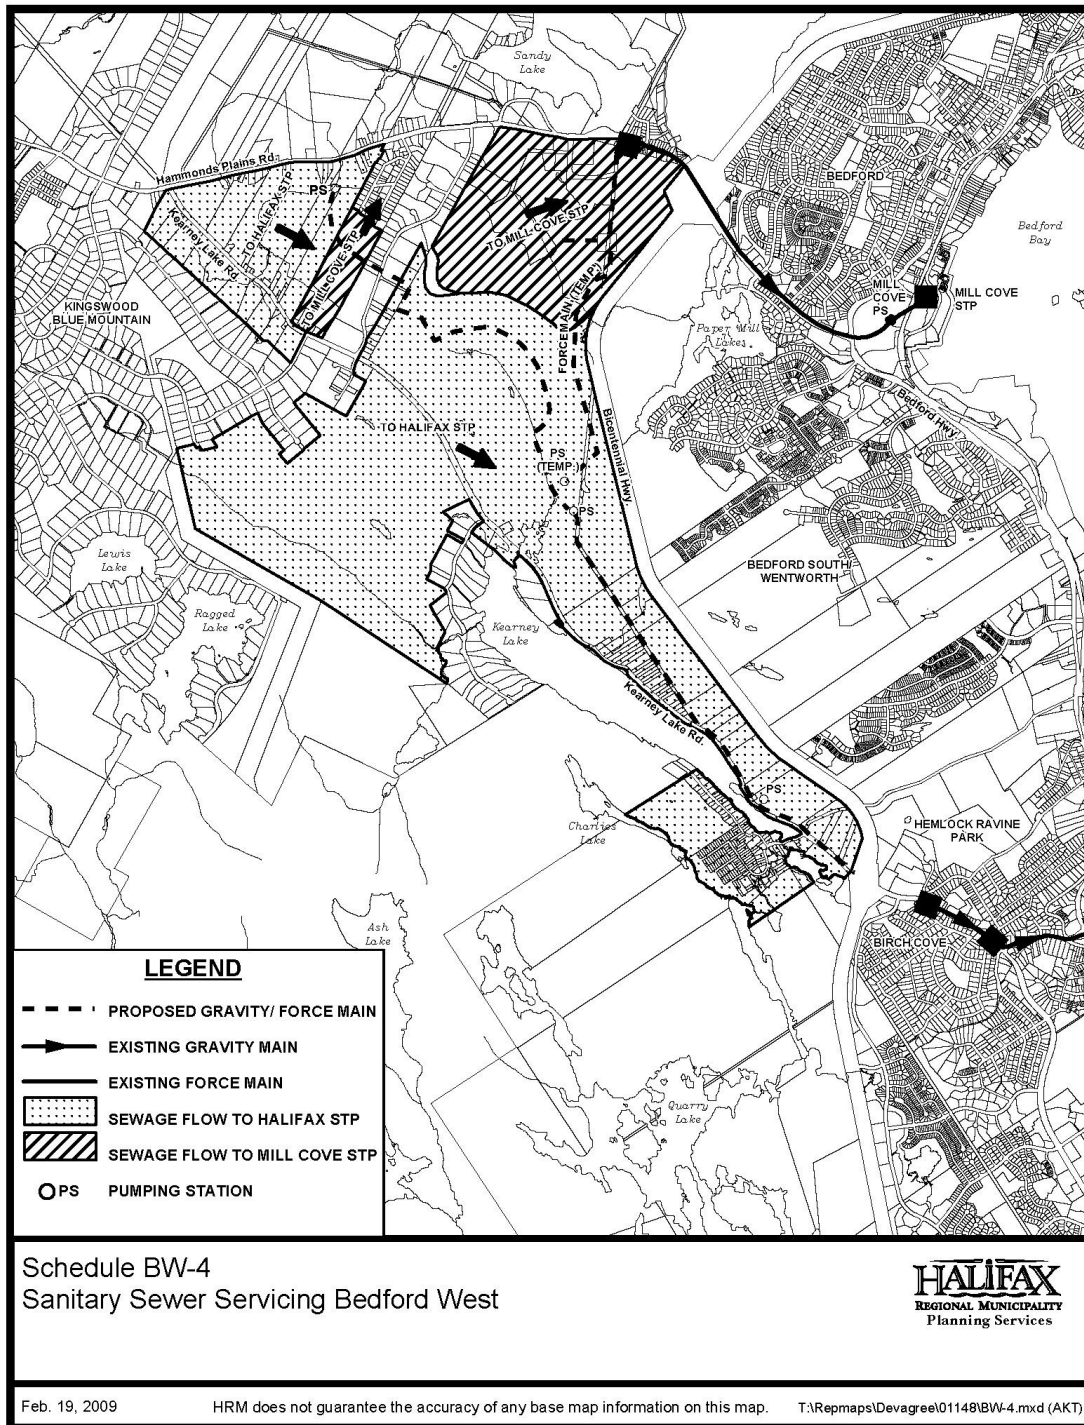 Sandy
Lake
Hammonds Plains Rd.
PS
TO HALIFAX STP
Kearney Lake Rd.
TO MILL COVE STP
TO MILL-COVE STP
BEDFORD
Bedford
Bay
KINGSWOOD
BLUE MOUNTAIN
MILL
COVE
PS
MILL COVE
STP
FORCEMAIN (TEMP.)
Paper Mill
Lakes
Bedford Hwy.
TO HALIFAX STP
Bicentennial Hwy.
PS
(TEMP.)
PS
Lewis
Lake
BEDFORD SOUTH/
WENTWORTH
Ragged
Lake
Kearney
Lake
Kearney Lake Rd.
PS
Charlies
Lake
HEMLOCK RAVINE
PARK
Ash
Lake
BIRCH COVE
Quarry
Lake
LEGEND
PROPOSED GRAVITY/ FORCE MAIN
EXISTING GRAVITY MAIN
EXISTING FORCE MAIN
SEWAGE FLOW TO HALIFAX STP
SEWAGE FLOW TO MILL COVE STP
PS PUMPING STATION
Schedule BW-4
Sanitary Sewer Servicing Bedford West
HALIFAX
REGIONAL MUNICIPALITY
Planning Services
Feb. 19, 2009 HRM does not guarantee the accuracy of any base map information on this map. T:\Repmaps\Devagree\01148\BW-4.mxd (AKT)